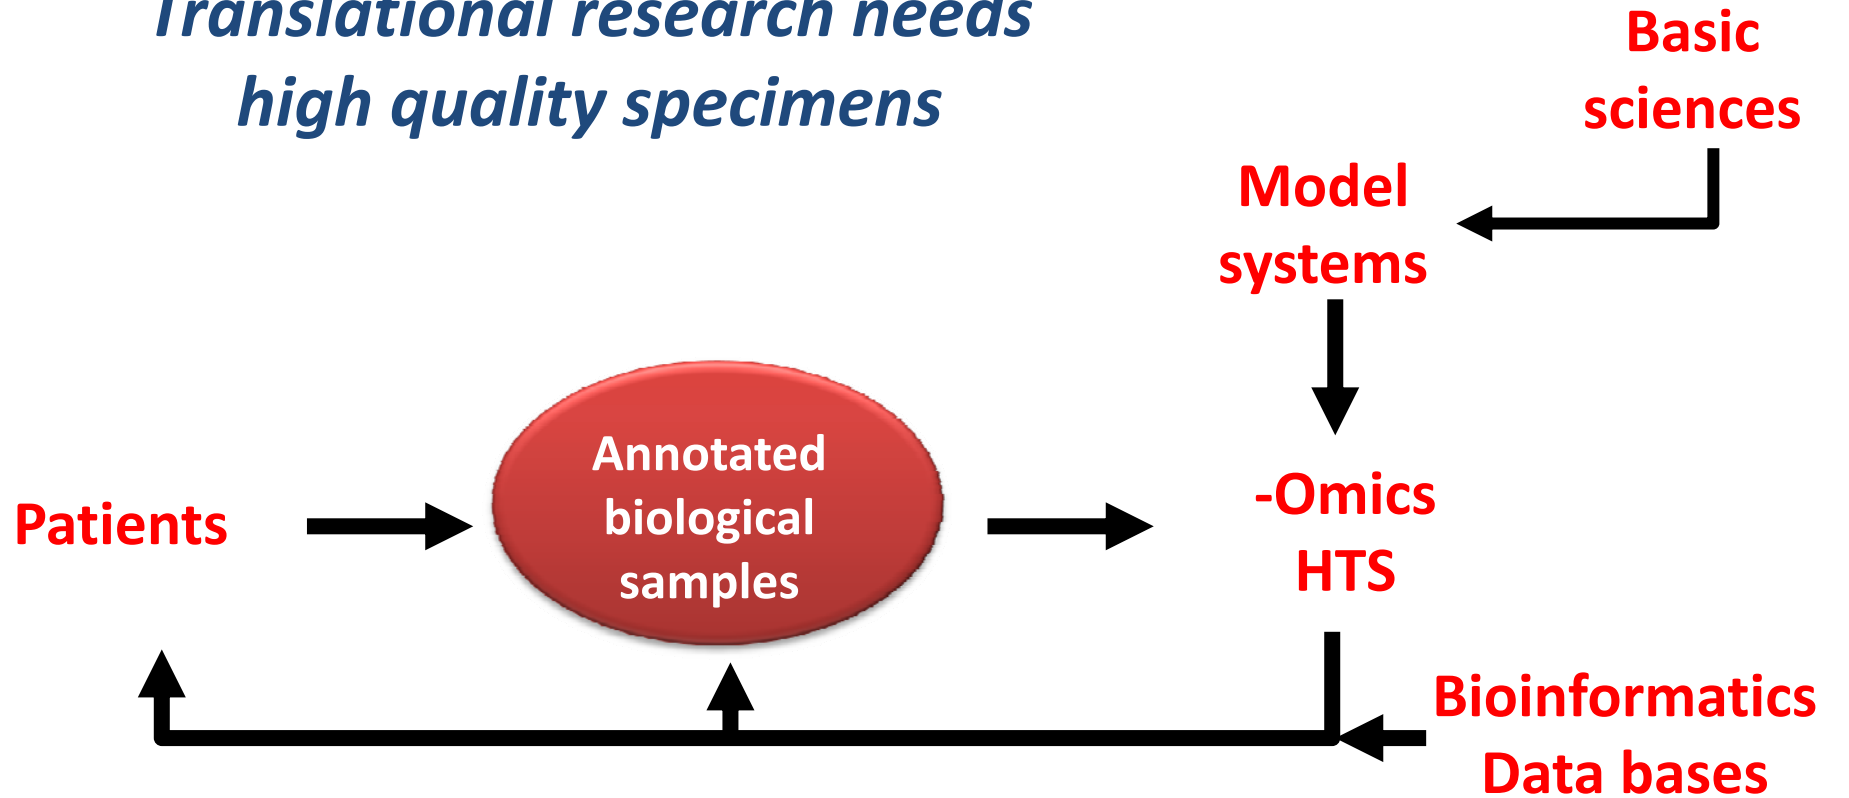 Translational research needs
high quality specimens
Basic
sciences
Model
systems
Annotated
biological
samples
Patients
-Omics
HTS
Bioinformatics
Data bases